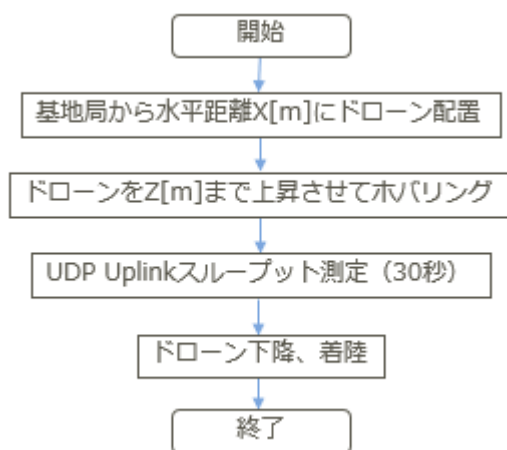 開始
基地局から水平距離X[m]にドローン配置
ドローンをZ[m]まで上昇させてホバリング
UDP Uplinkスループット測定（30秒）
ドローン下降、着陸
終了